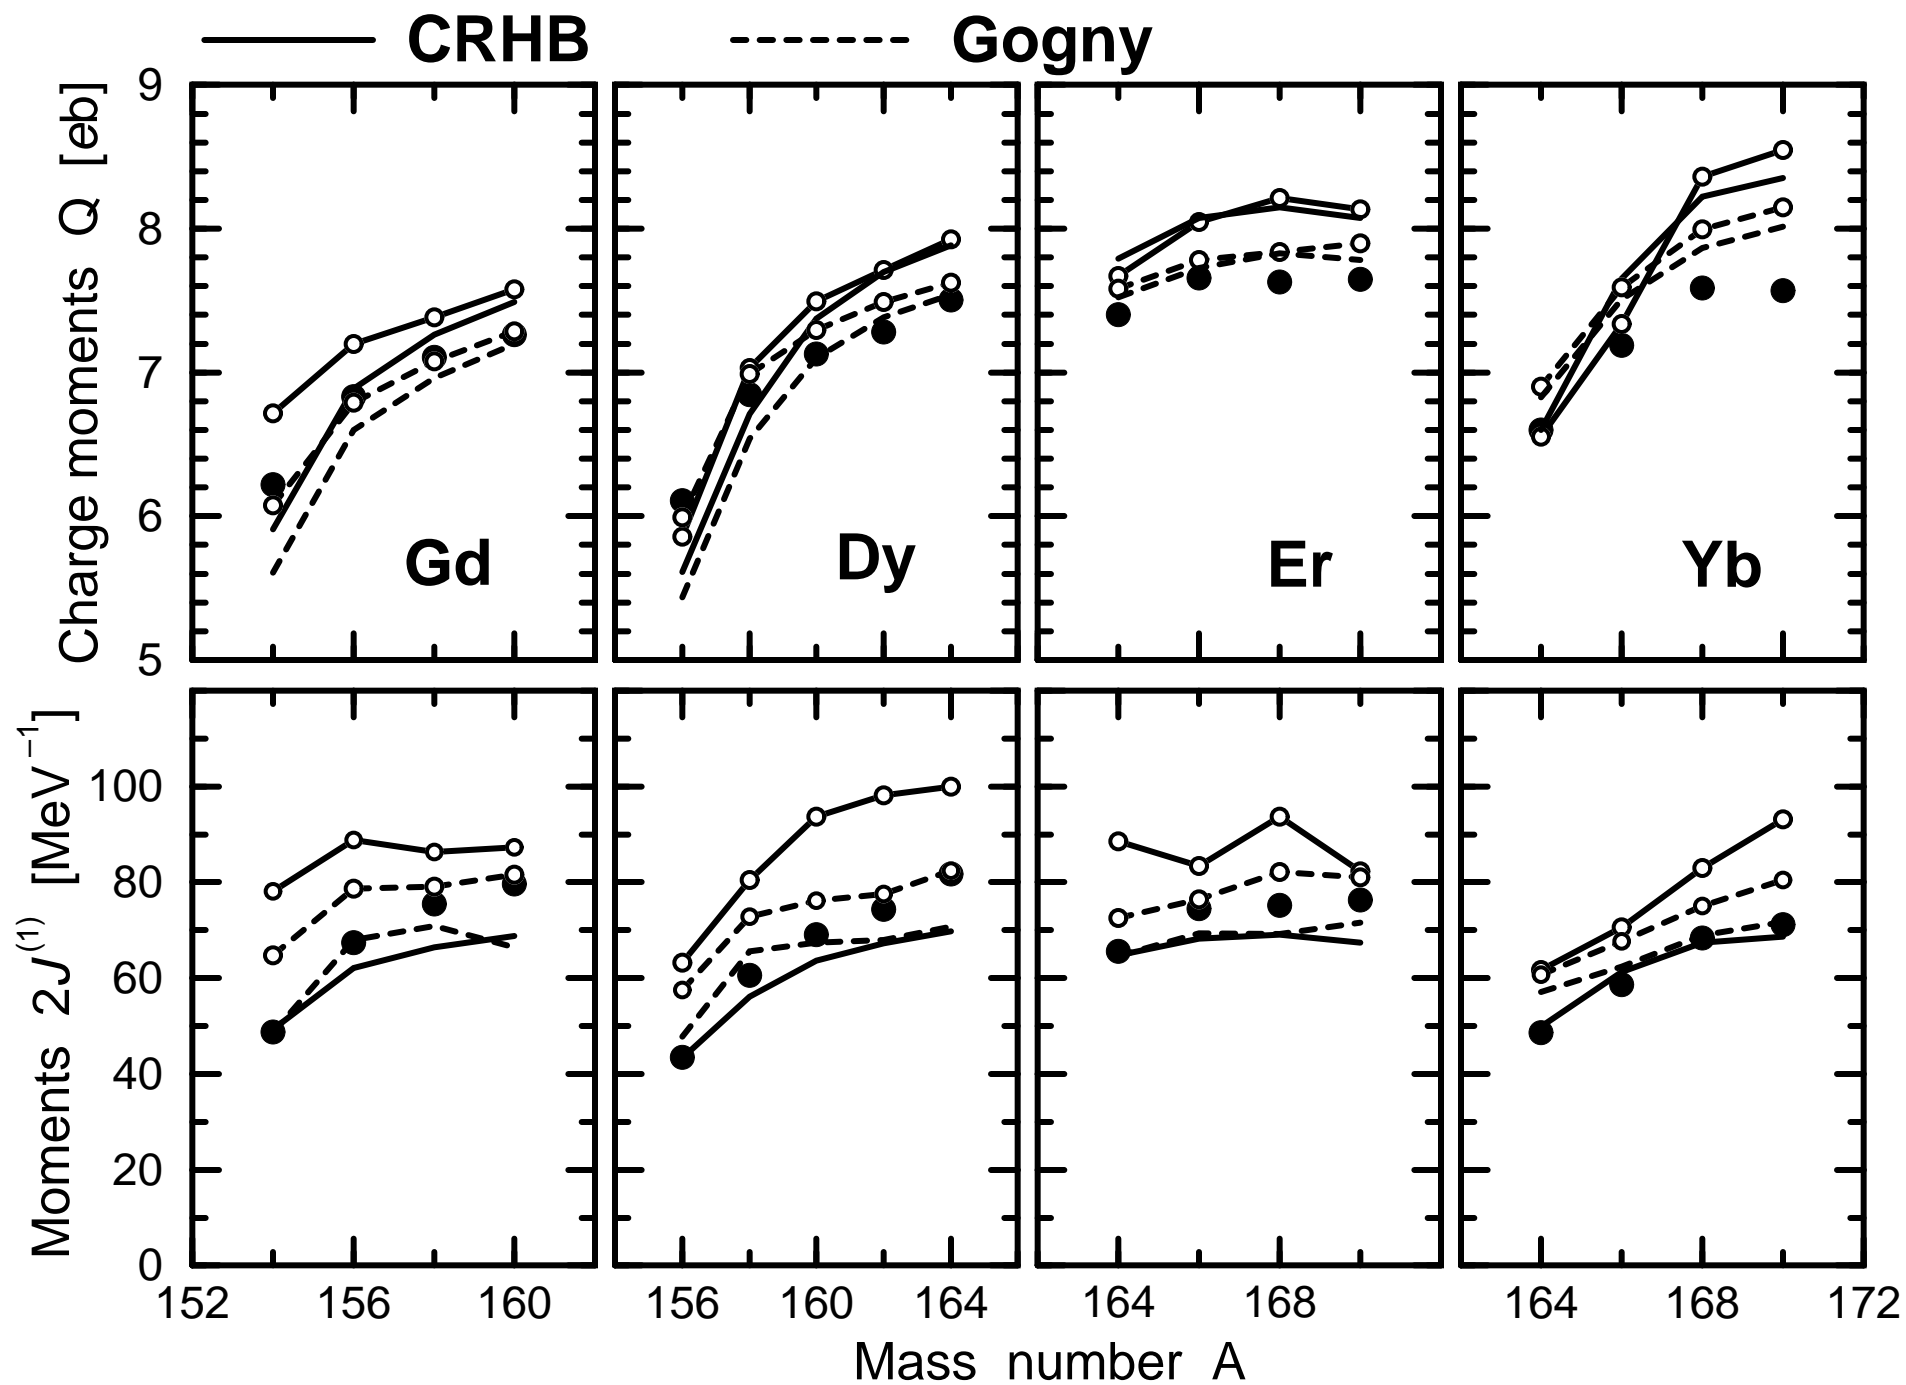 CRHB Gogny
Charge moments Q [eb]
9
8
7
6
5
Gd
Dy
Er
Yb
Moments 2J(1) [MeV−1]
100
80
60
40
20
0
152 156 160 156 160 164 164 168 164 168 172
Mass number A